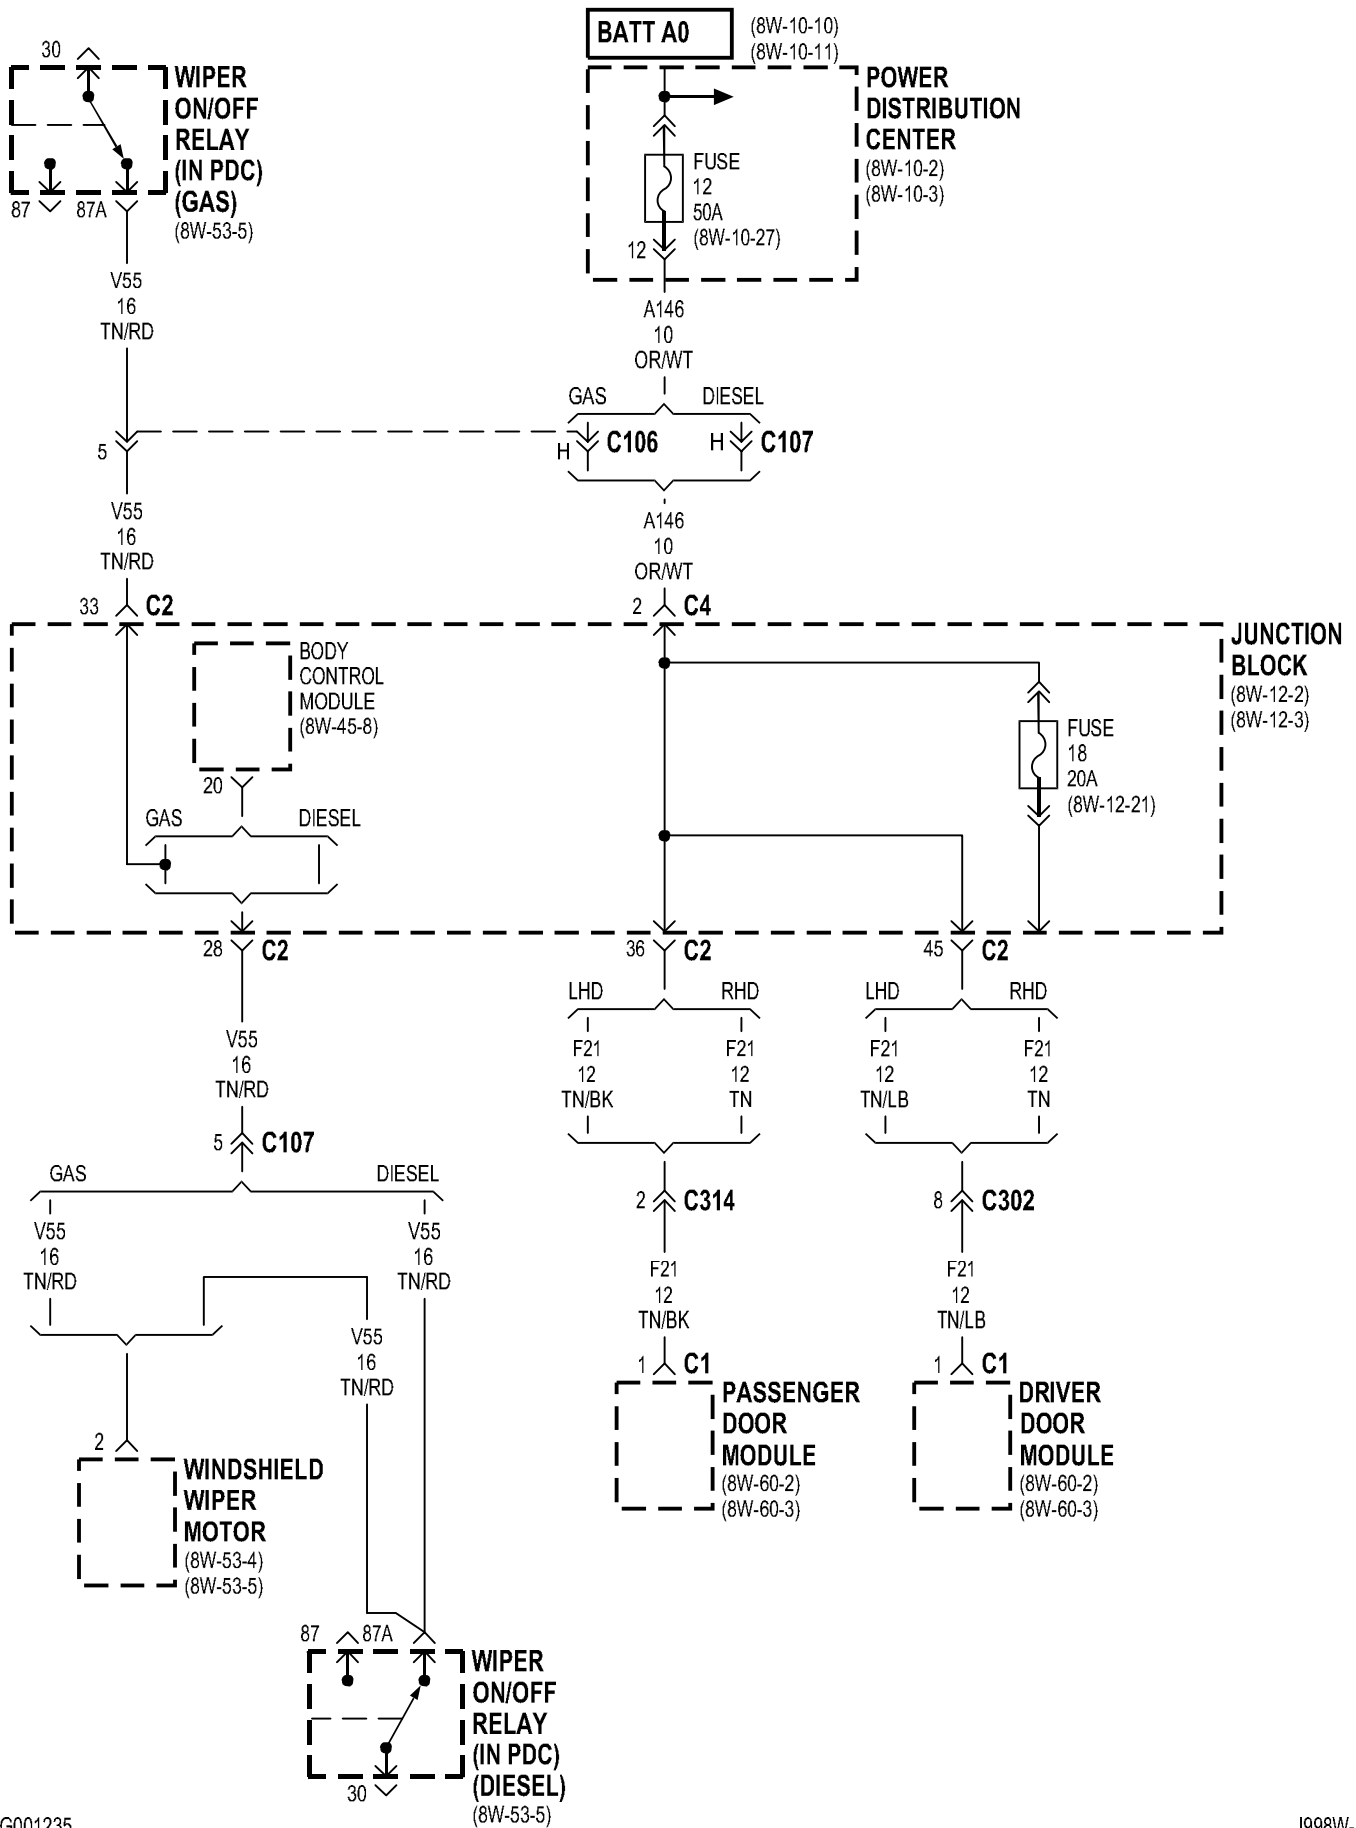 BATT A0
(8W-10-10)
(8W-10-11)
30
WIPER
ON/OFF
RELAY
(IN PDC)
(GAS)
(8W-53-5)
87
87A
POWER
DISTRIBUTION
CENTER
(8W-10-2)
(8W-10-3)
FUSE
12
50A
(8W-10-27)
12
V55
16
TN/RD
A146
10
OR/WT
GAS
DIESEL
5
H
C106
H
C107
V55
16
TN/RD
A146
10
OR/WT
33
C2
2
C4
JUNCTION
BLOCK
(8W-12-2)
(8W-12-3)
BODY
CONTROL
MODULE
(8W-45-8)
20
GAS
DIESEL
FUSE
18
20A
(8W-12-21)
28
C2
36
C2
45
C2
LHD
RHD
LHD
RHD
V55
16
TN/RD
F21
12
TN/BK
F21
12
TN
F21
12
TN/LB
F21
12
TN
5
C107
GAS
DIESEL
2
C314
8
C302
V55
16
TN/RD
V55
16
TN/RD
F21
12
TN/BK
F21
12
TN/LB
V55
16
TN/RD
1
C1
1
C1
PASSENGER
DOOR
MODULE
(8W-60-2)
(8W-60-3)
DRIVER
DOOR
MODULE
(8W-60-2)
(8W-60-3)
2
WINDSHIELD
WIPER
MOTOR
(8W-53-4)
(8W-53-5)
87
87A
WIPER
ON/OFF
RELAY
(IN PDC)
(DIESEL)
(8W-53-5)
30
G001235
J998W-